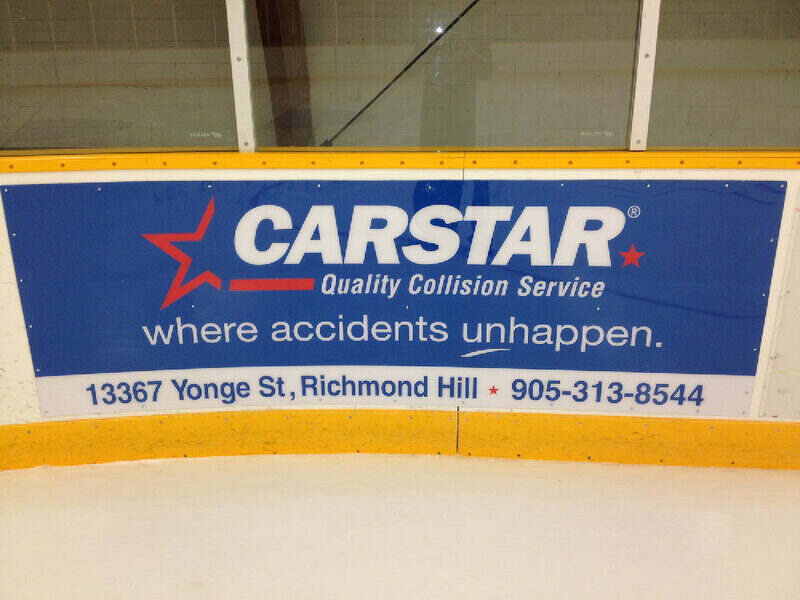 CARSTAR®
Quality Collision Service
where accidents unhappen.
13367 Yonge St, Richmond Hill ★ 905-313-8544